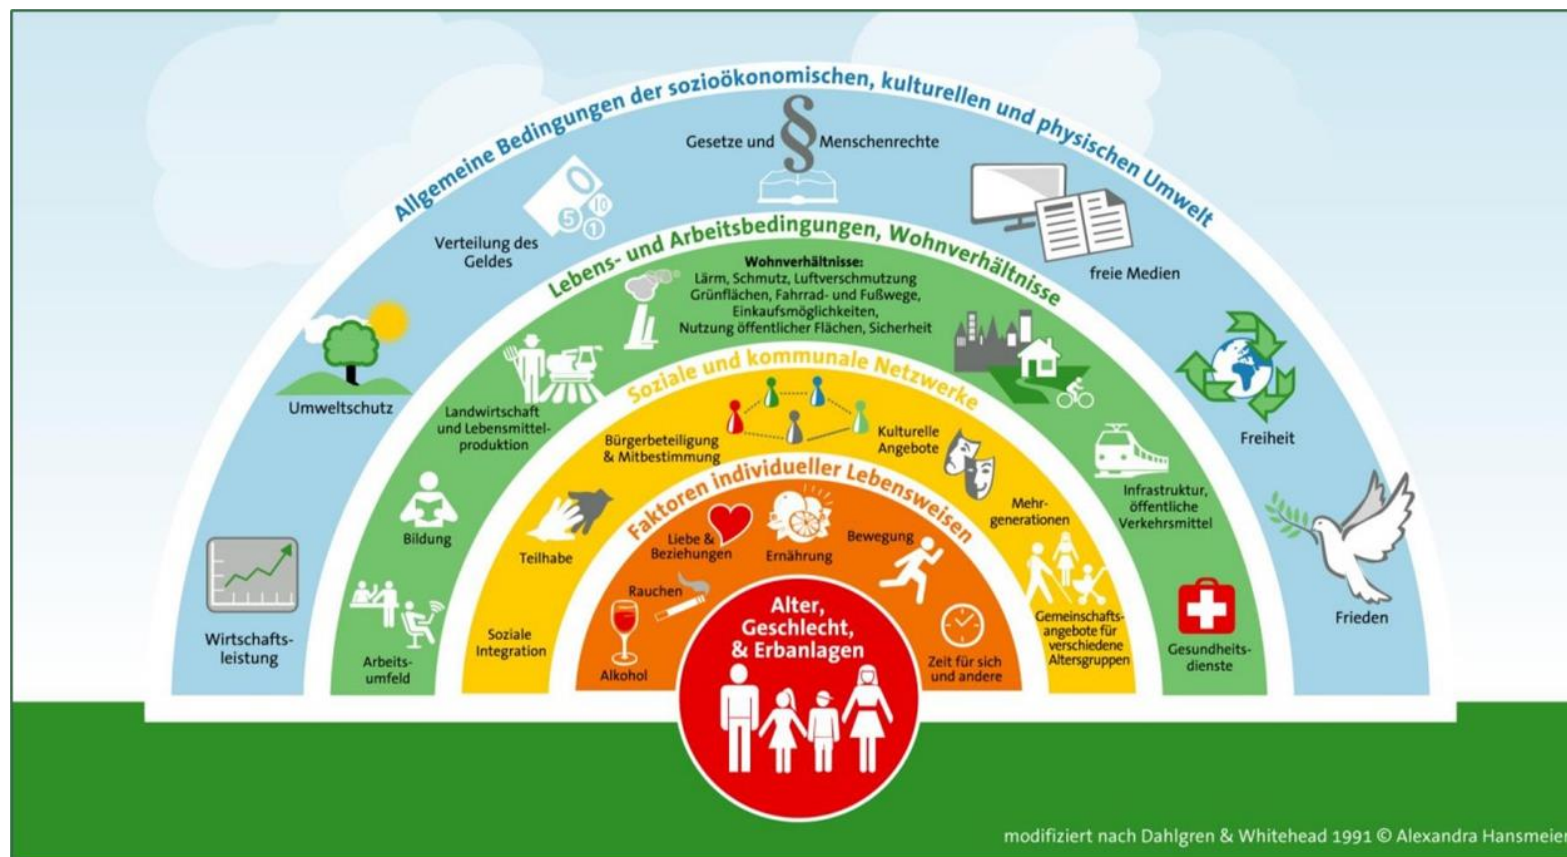 Allgemeine Bedingungen der sozioökonomischen, kulturellen und physischen Umwelt
Gesetze und § Menschenrechte
Verteilung des
Geldes
0
10
5
1
freie Medien
Umweltschutz
Freiheit
Wirtschafts-
leistung
Frieden
Lebens- und Arbeitsbedingungen, Wohnverhältnisse
Wohnverhältnisse:
Lärm, Schmutz, Luftverschmutzung
Grünflächen, Fahrrad- und Fußwege,
Einkaufsmöglichkeiten,
Nutzung öffentlicher Flächen, Sicherheit
Landwirtschaft
und Lebensmittel-
produktion
Bildung
Arbeits-
umfeld
Infrastruktur,
öffentliche
Verkehrsmittel
Gesundheits-
dienste
Soziale und kommunale Netzwerke
Bürgerbeteiligung
& Mitbestimmung
Kulturelle
Angebote
Teilhabe
Mehr-
generationen
Soziale
Integration
Gemeinschafts-
angebote für
verschiedene
Altersgruppen
Faktoren individueller Lebensweisen
Liebe &
Beziehungen
Ernährung
Bewegung
Rauchen
Alkohol
Zeit für sich
und andere
Alter,
Geschlecht,
& Erbanlagen
modifiziert nach Dahlgren & Whitehead 1991 © Alexandra Hansmeier